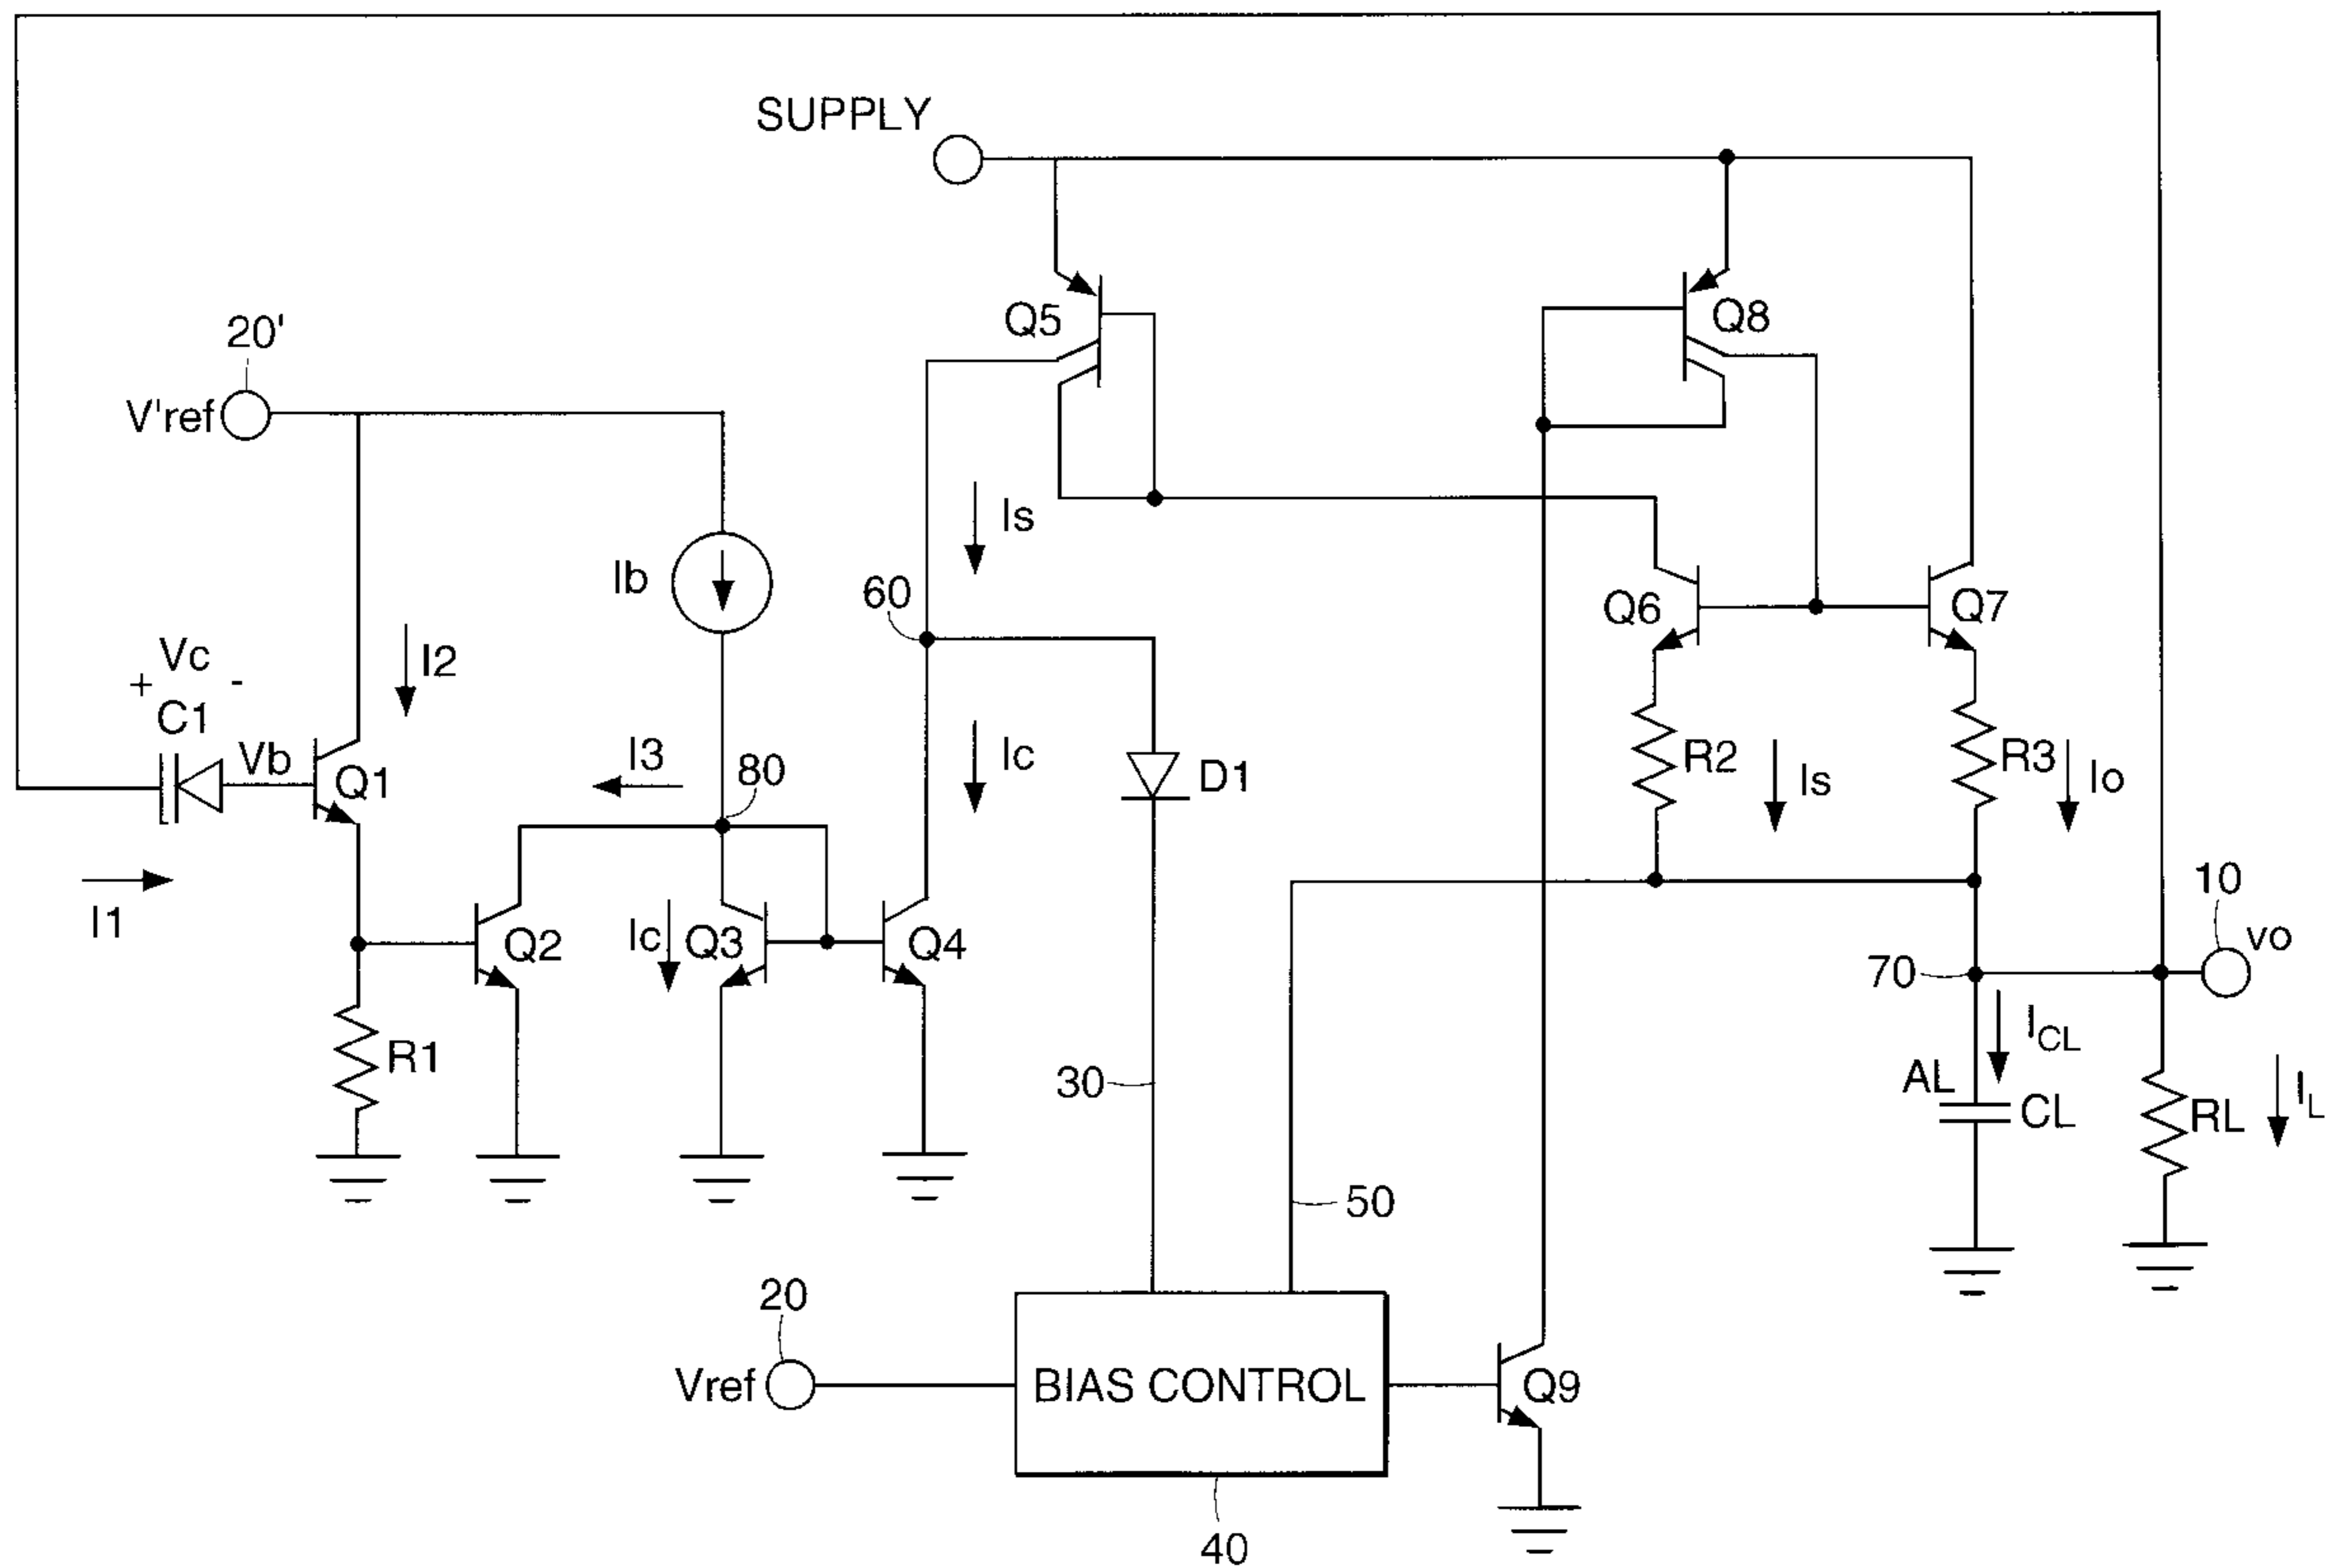 SUPPLY
Q5
Q8
20'
V'ref
Is
Ib
60
Q6
Q7
Vc
+ -
C1
I2
Vb
Q1
I3
80
Ic
D1
R2
Is
R3
Io
I1
10
vo
Q2
Ic
Q3
Q4
70
R1
30
ICL
AL
CL
RL
IL
50
20
Vref
BIAS CONTROL
Q9
40